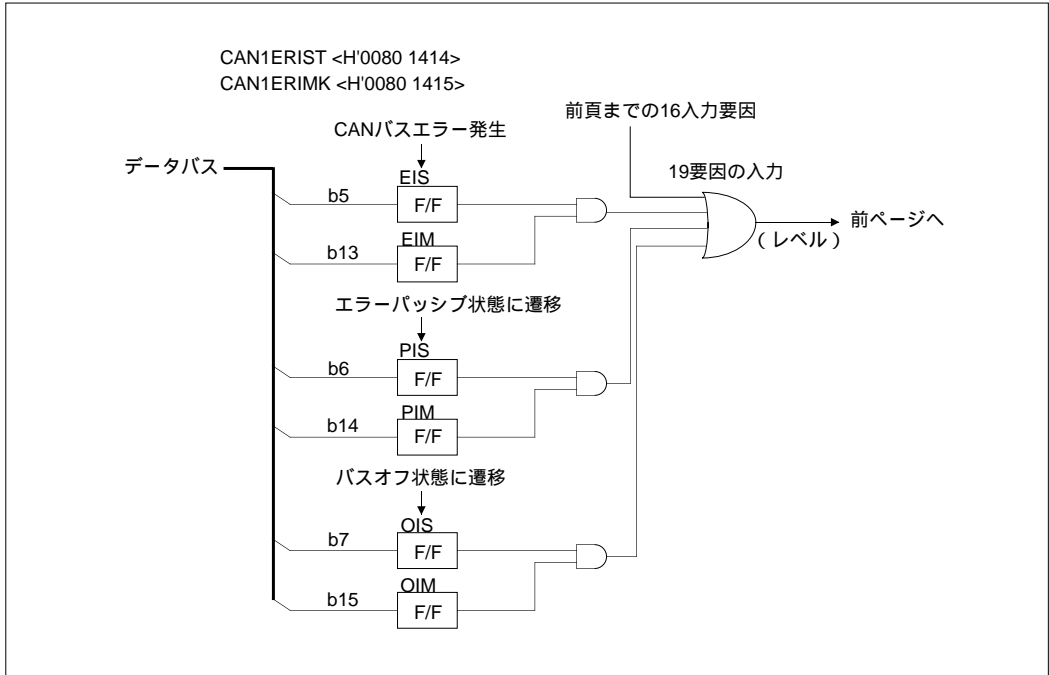 CAN1ERIST <H'0080 1414>
CAN1ERIMK <H'0080 1415>
前頁までの16入力要因
CANバスエラー発生
データバス
19要因の入力
EIS
b5
F/F
前ページへ
(レベル)
EIM
b13
F/F
エラーパッシブ状態に遷移
PIS
b6
F/F
PIM
b14
F/F
バスオフ状態に遷移
OIS
b7
F/F
OIM
b15
F/F